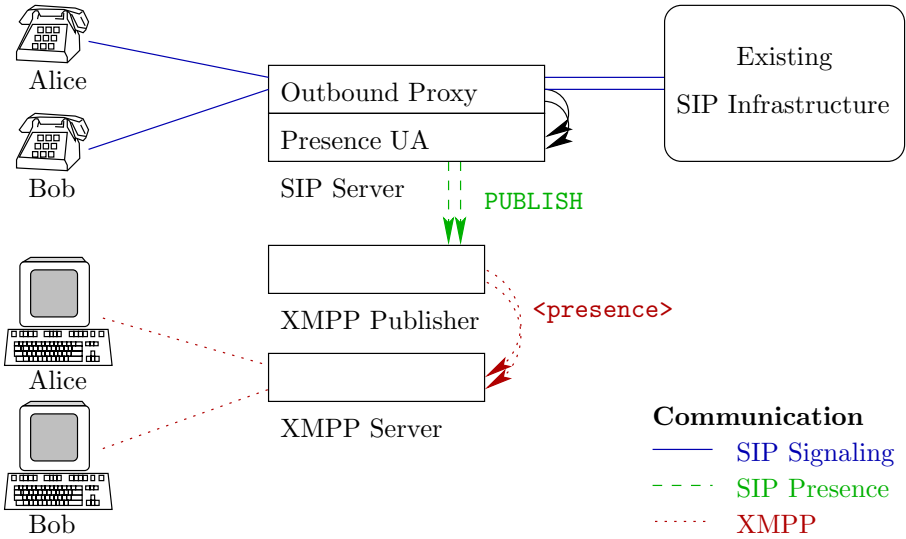 Alice
Bob
Outbound Proxy
Presence UA
SIP Server
Existing
SIP Infrastructure
PUBLISH
XMPP Publisher
<presence>
XMPP Server
Alice
Bob
Communication
SIP Signaling
SIP Presence
XMPP